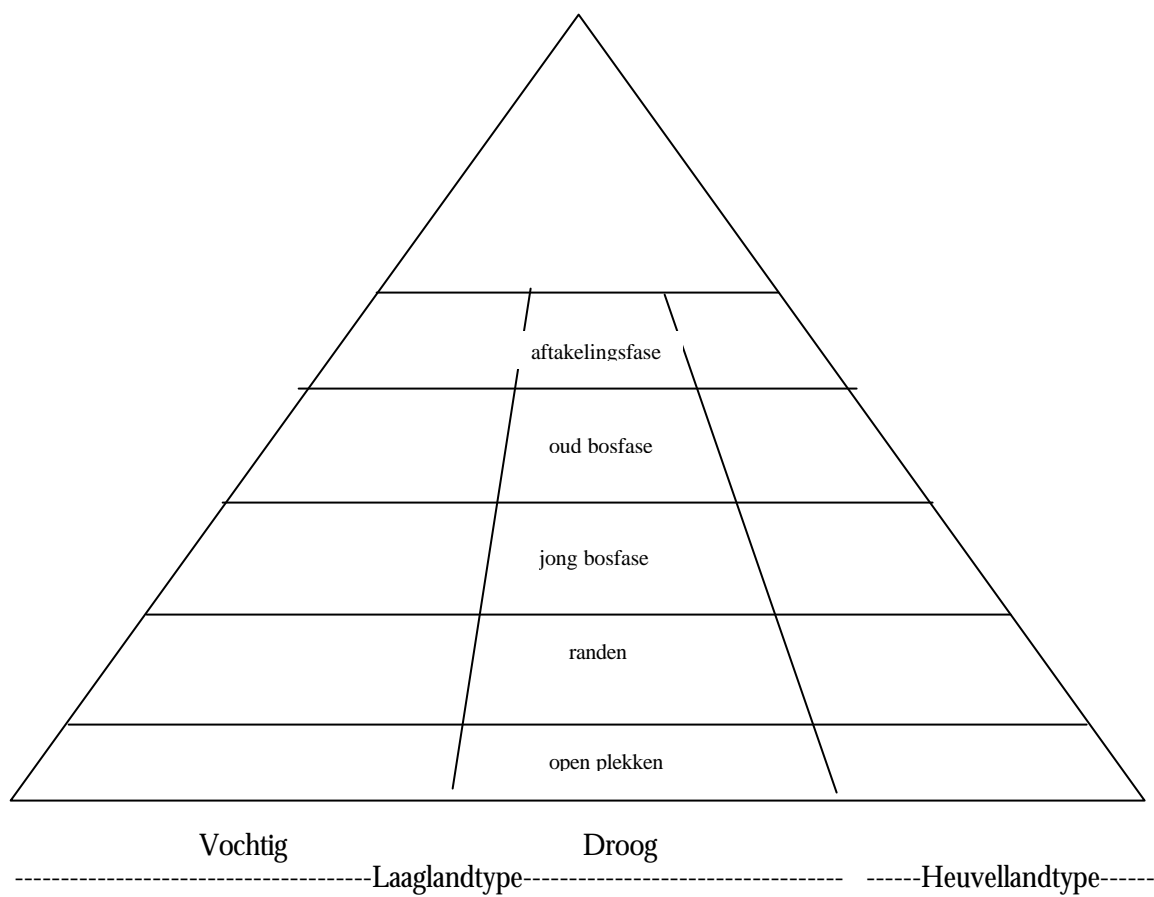 aftakelingsfase
oud bosfase
jong bosfase
randen
open plekken
Vochtig Droog
Laaglandtype Heuvellandtype